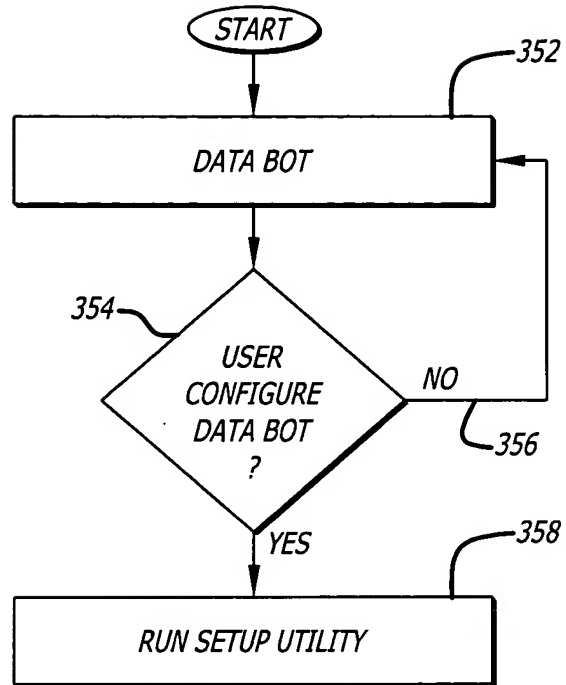 START
352
DATA BOT
354
USER
CONFIGURE
DATA BOT
?
NO
356
YES
358
RUN SETUP UTILITY